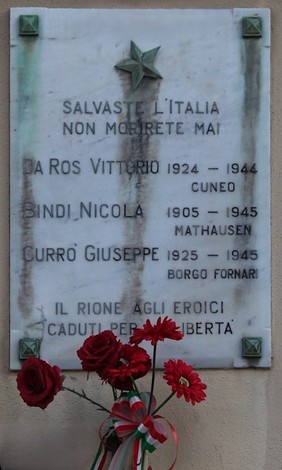 SALVASTE L'ITALIA
NON MORIRETE MAI
DA ROS VITTORIO 1924 – 1944
CUNEO
BINDI NICOLA 1905 – 1945
MATHAUSEN
CURRO' GIUSEPPE 1925 – 1945
BORGO FORNARI
IL RIONE AGLI EROICI
CADUTI PER LA LIBERTA'